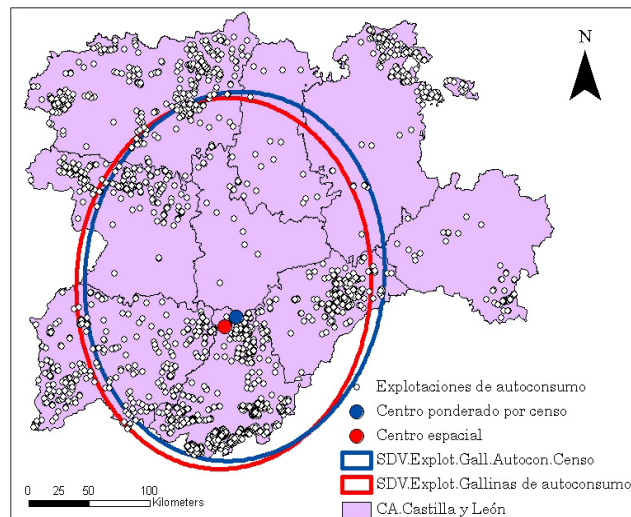 N
Explotaciones de autoconsumo
Centro ponderado por censo
Centro espacial
SDV.Explot.Gall.Autocon.Censo
SDV.Explot.Gallinas de autoconsumo
CA.Castilla y León
0 25 50 100
Kilometers